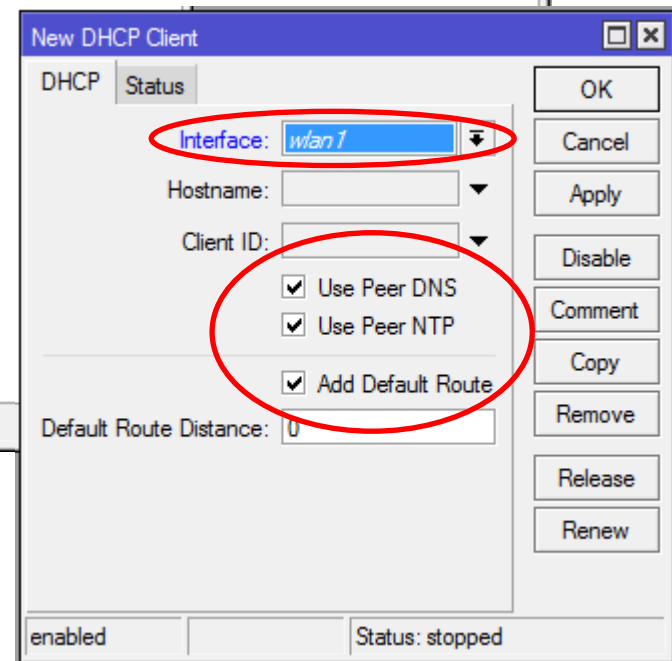 New DHCP Client
DHCP Status
Interface: wlan1
Hostname:
Client ID:
Use Peer DNS
Use Peer NTP
Add Default Route
Default Route Distance: 0
OK
Cancel
Apply
Disable
Comment
Copy
Remove
Release
Renew
enabled Status: stopped